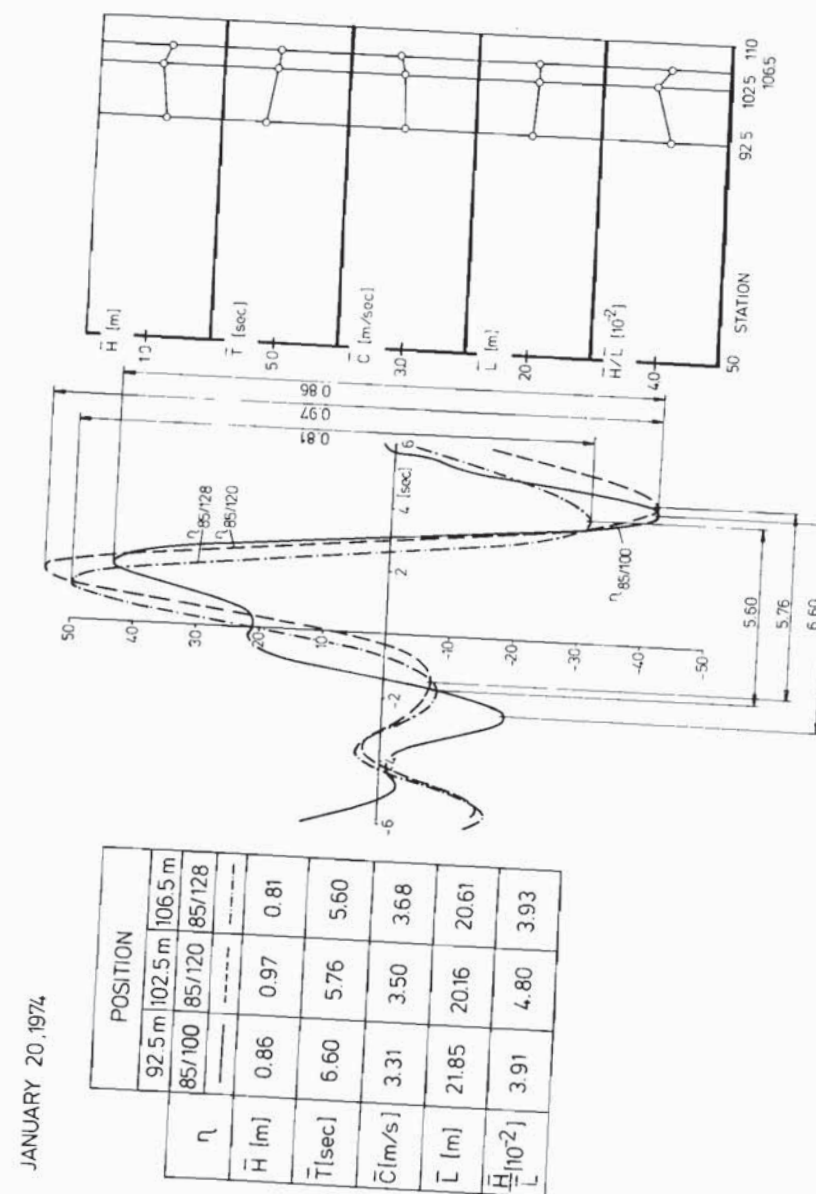 JANUARY 20, 1974
POSITION
92.5 m 102.5 m 106.5 m
η 85/100 85/120 85/128
H̄ [m] 0.86 0.97 0.81
T̄ [sec] 6.60 5.76 5.60
C̄ [m/s] 3.31 3.50 3.68
L̄ [m] 21.85 20.16 20.61
H̄/L̄ [10⁻²] 3.91 4.80 3.93
50
40
30
20
10
-10
-20
-30
-40
-50
-6
-2
2
4 [sec]
6
η 85/128
η 85/120
η 85/100
0.81
0.97
0.86
5.60
5.76
6.60
H̄ [m]
1.0
T̄ [sec]
5.0
C̄ [m/sec]
3.0
L̄ [m]
20
H̄/L̄ [10⁻²]
4.0
50 STATION 92.5 102.5 110
106.5